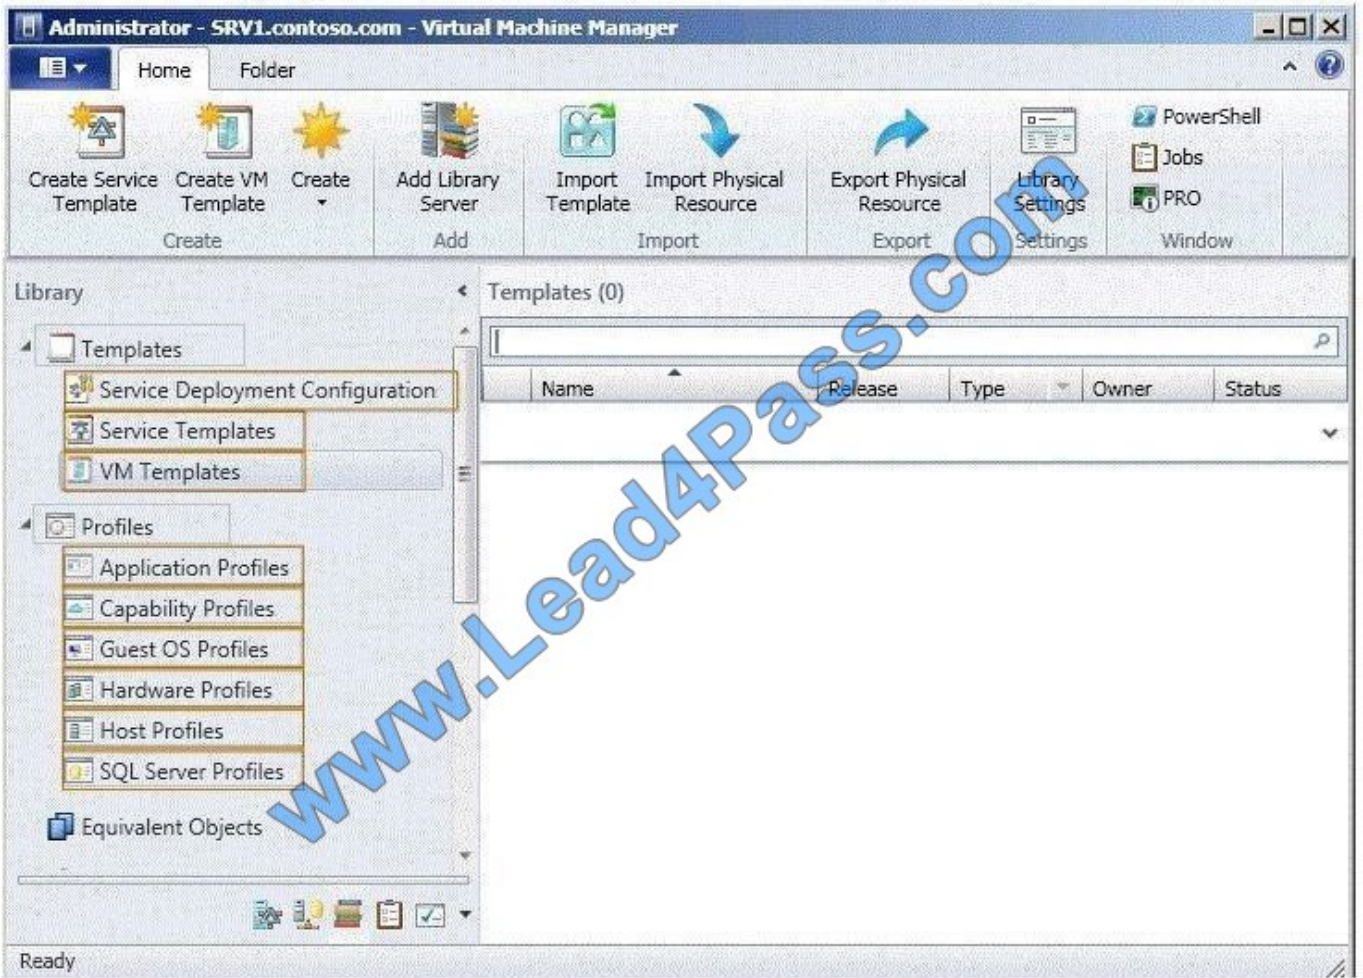 Administrator - SRV1.contoso.com - Virtual Machine Manager
Home Folder
Create Service Template
Create VM Template
Create
Add Library Server
Import Template
Import Physical Resource
Export Physical Resource
Library Settings
PowerShell
Jobs
PRO
Create Add Import Export Settings Window
Library
Templates (0)
Templates
Service Deployment Configuration
Name Release Type Owner Status
Service Templates
VM Templates
Profiles
Application Profiles
Capability Profiles
Guest OS Profiles
Hardware Profiles
Host Profiles
SQL Server Profiles
Equivalent Objects
Ready
www.Lead4Pass.com